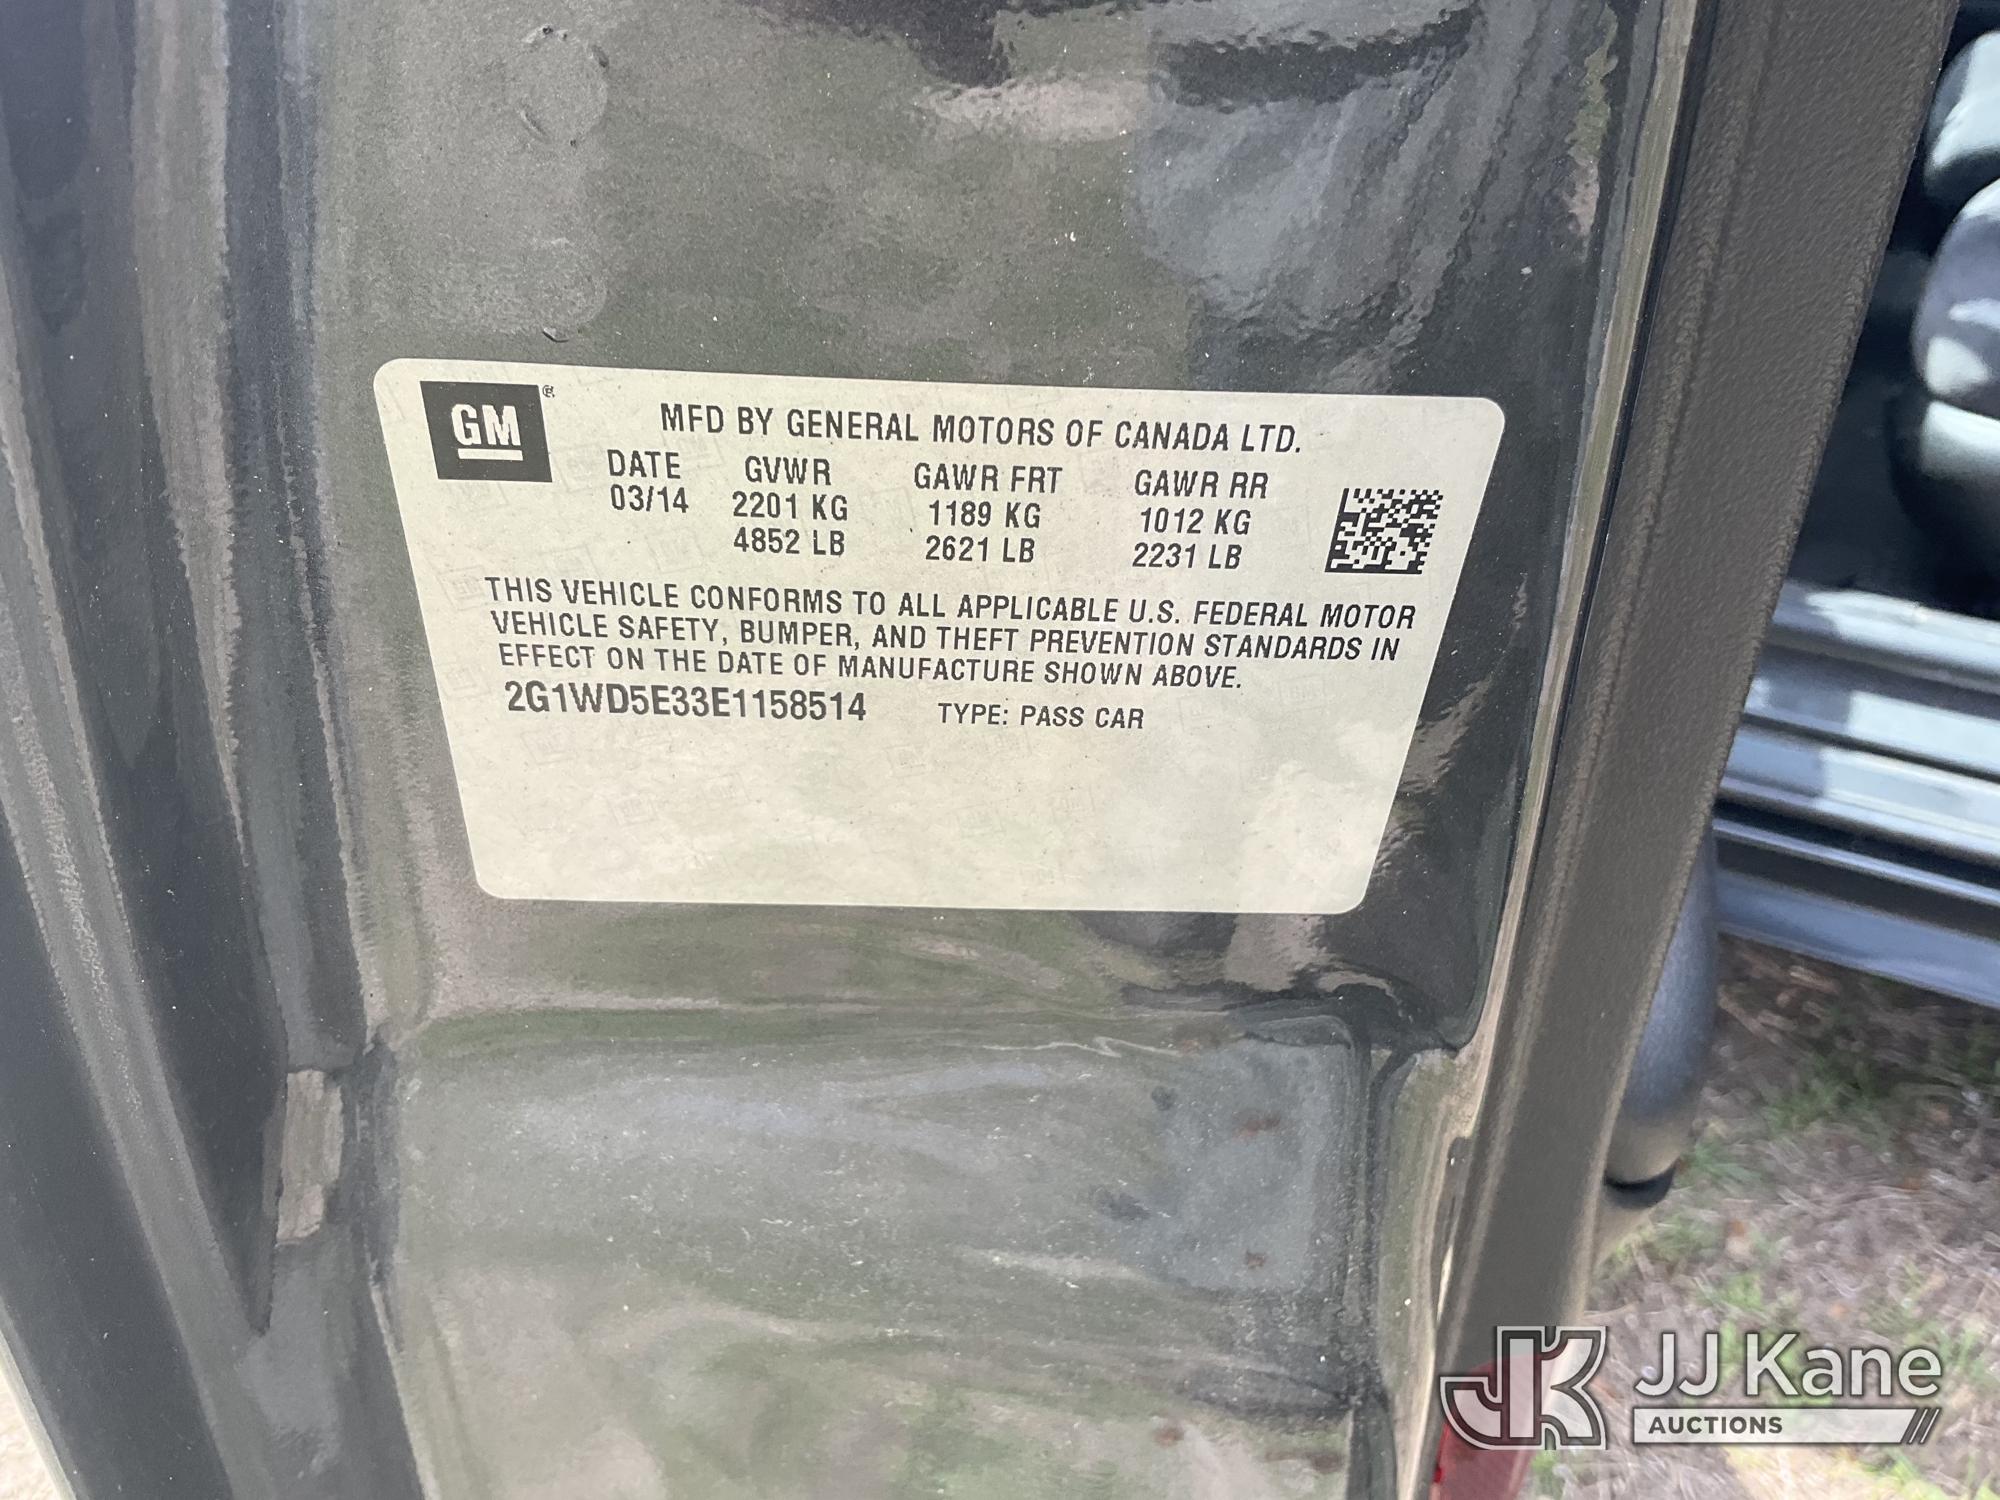 GM ®
MFD BY GENERAL MOTORS OF CANADA LTD.
DATE GVWR GAWR FRT GAWR RR
03/14 2201 KG 1189 KG 1012 KG
4852 LB 2621 LB 2231 LB
THIS VEHICLE CONFORMS TO ALL APPLICABLE U.S. FEDERAL MOTOR
VEHICLE SAFETY, BUMPER, AND THEFT PREVENTION STANDARDS IN
EFFECT ON THE DATE OF MANUFACTURE SHOWN ABOVE.
2G1WD5E33E1158514 TYPE: PASS CAR
JK JJ Kane
AUCTIONS